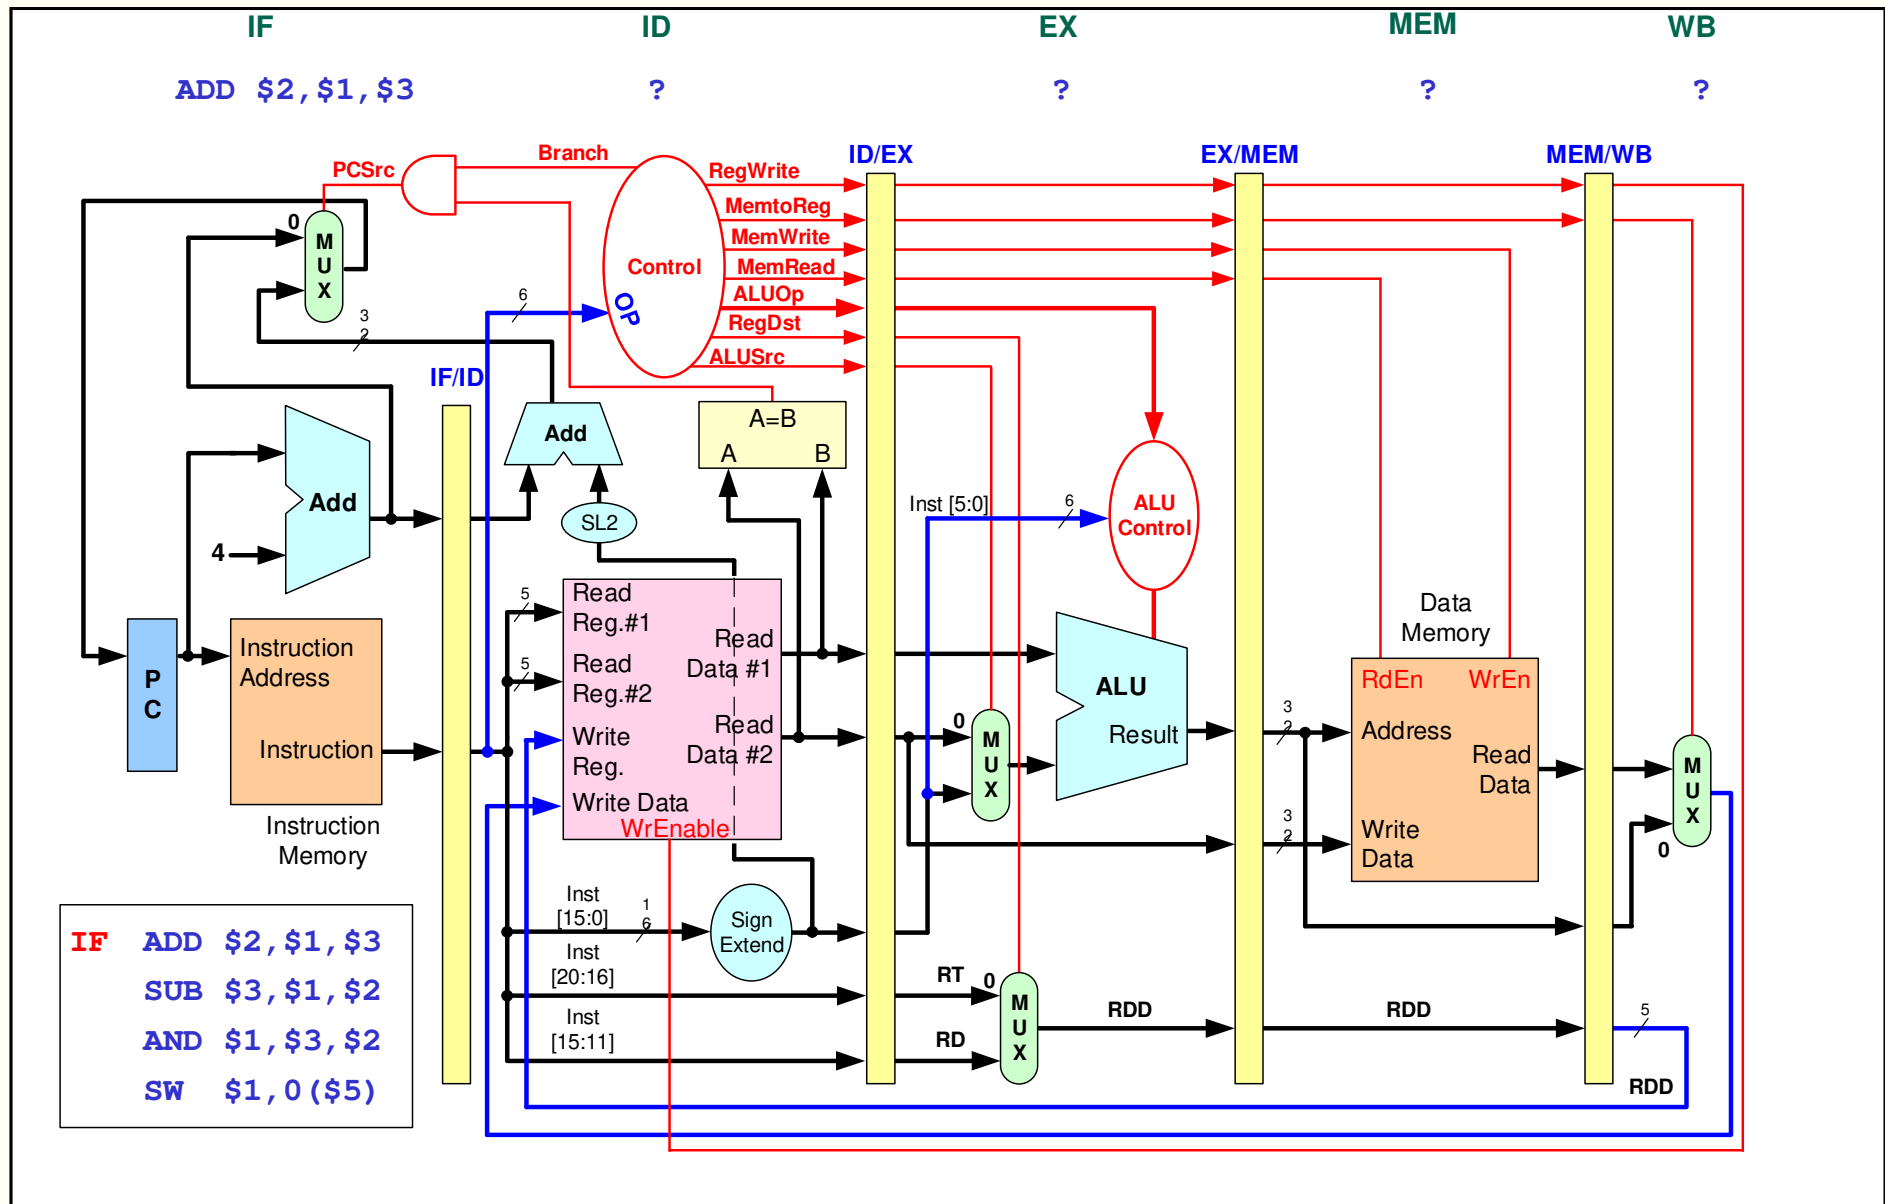 IF ID EX MEM WB
ADD $2,$1,$3 ? ? ? ?
ID/EX EX/MEM MEM/WB
PCSrc
Branch
RegWrite
MemtoReg
MemWrite
MemRead
ALUOp
RegDst
ALUSrc
Control
OP
0
M
U
X
6
3
2
IF/ID
Add
A=B
A B
Add
4
SL2
Inst [5:0]
6
ALU
Control
P
C
Instruction
Address
Instruction
Instruction
Memory
5
Read
Reg.#1
5
Read
Reg.#2
Write
Reg.
Write Data
WrEnable
Read
Data #1
Read
Data #2
0
M
U
X
ALU
Result
3
2
3
2
Data
Memory
RdEn WrEn
Address
Read
Data
Write
Data
M
U
X
0
Inst
[15:0]
1
6
Sign
Extend
Inst
[20:16]
Inst
[15:11]
RT
0
RD
M
U
X
RDD
RDD
5
RDD
IF ADD $2,$1,$3
SUB $3,$1,$2
AND $1,$3,$2
SW $1,0($5)